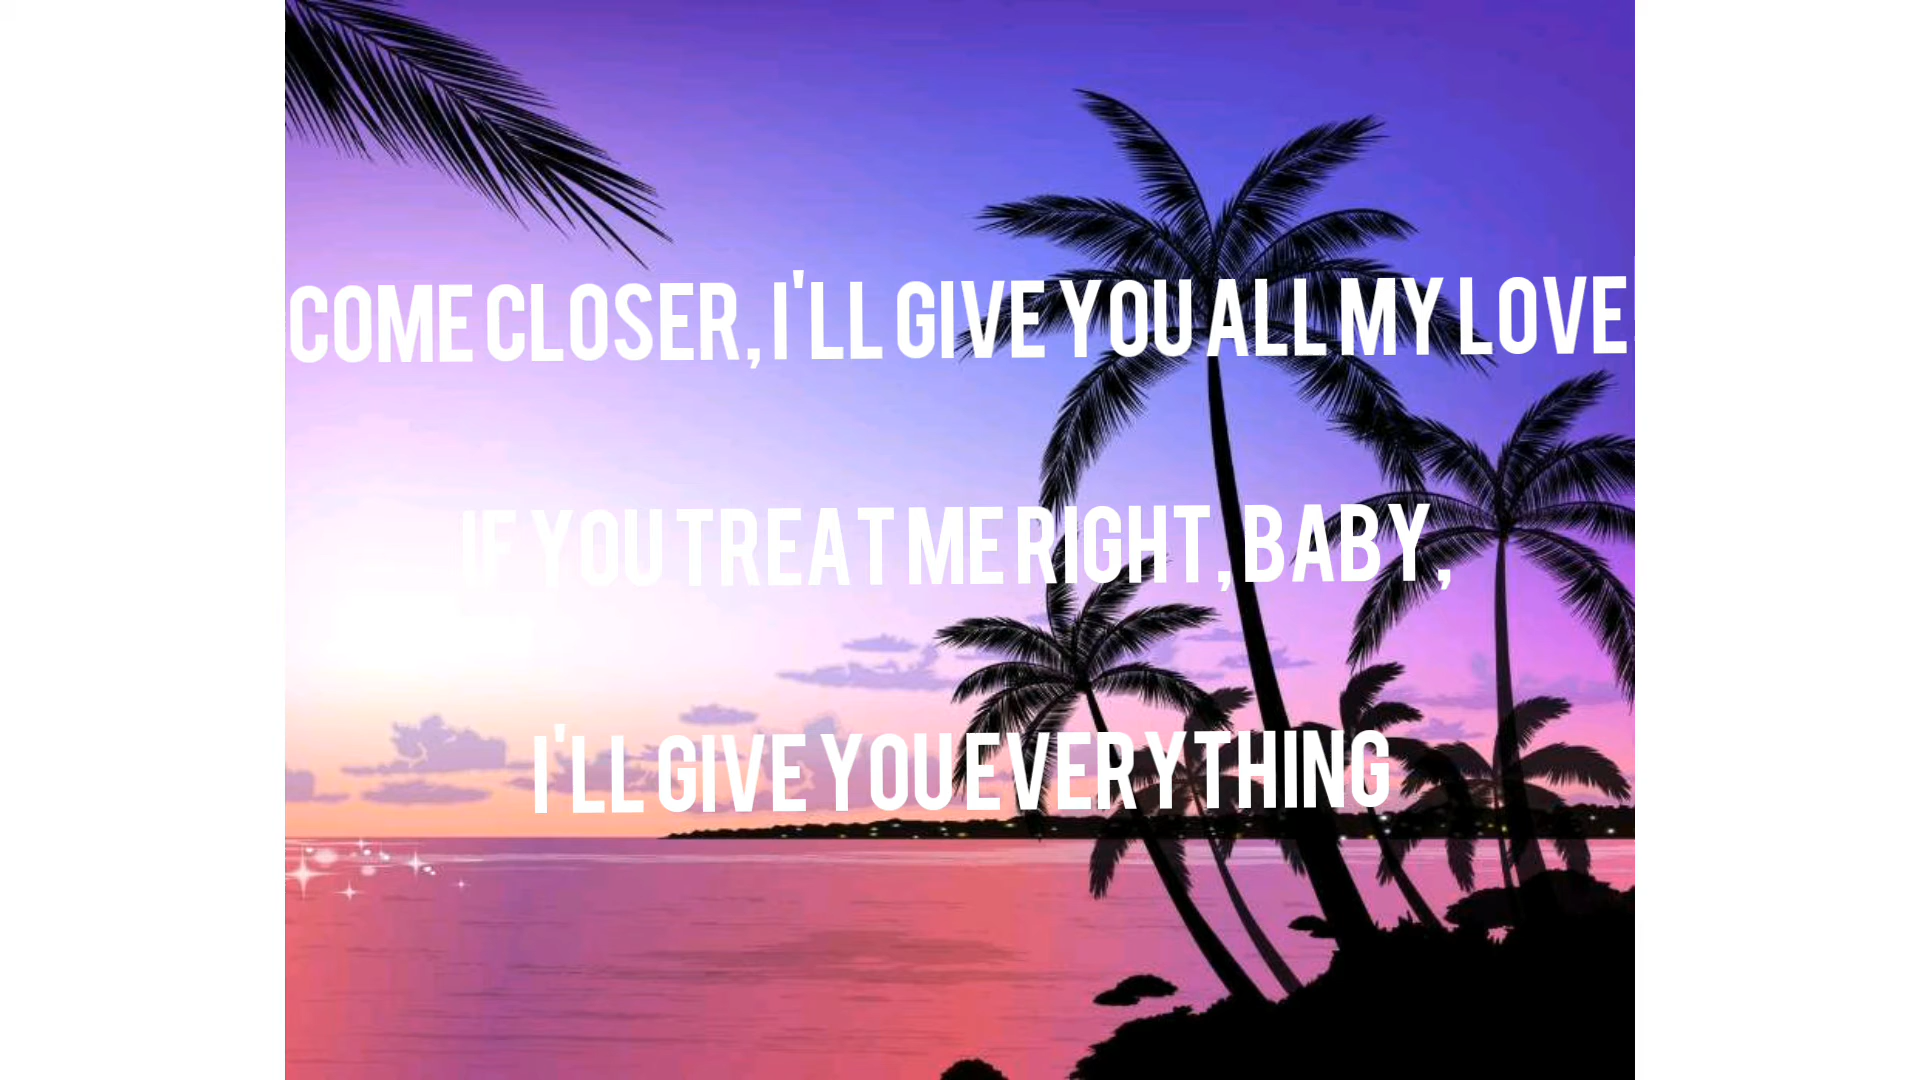 COME CLOSER, I'LL GIVE YOU ALL MY LOVE
IF YOU TREAT ME RIGHT, BABY,
I'LL GIVE YOU EVERYTHING